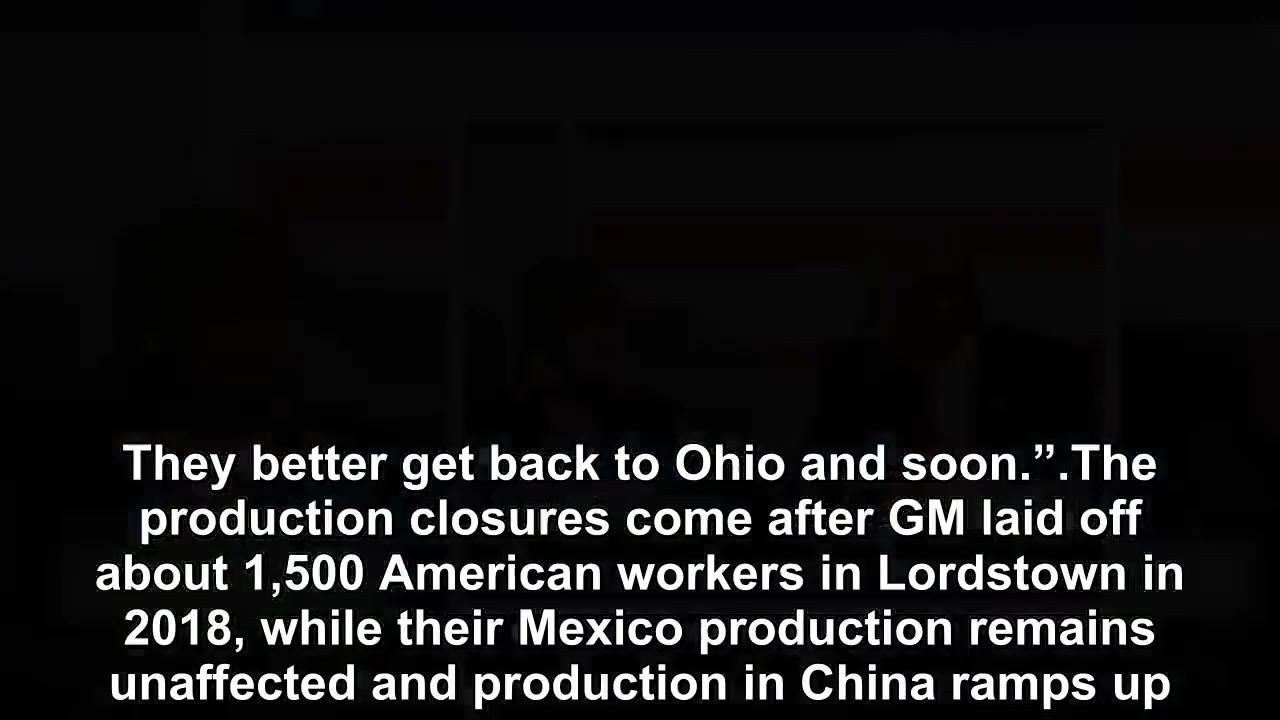 They better get back to Ohio and soon.”.The
production closures come after GM laid off
about 1,500 American workers in Lordstown in
2018, while their Mexico production remains
unaffected and production in China ramps up